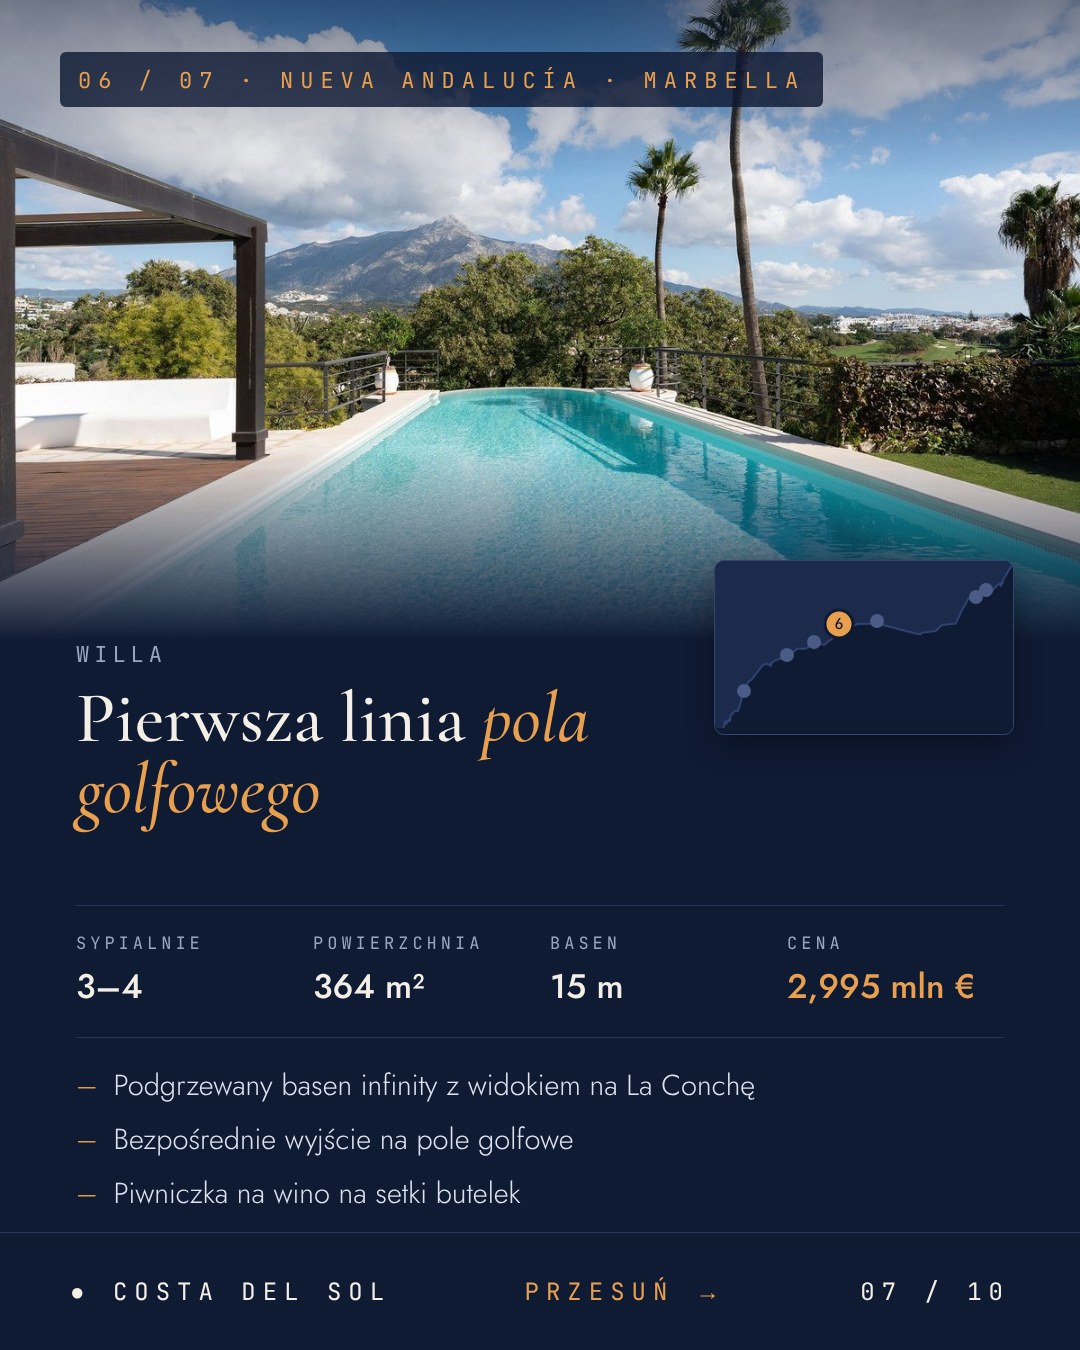 06 / 07 · NUEVA ANDALUCÍA · MARBELLA
6
WILLA
Pierwsza linia pola
golfowego
SYPIALNIE POWIERZCHNIA BASEN CENA
3–4 364 m² 15 m 2,995 mln €
— Podgrzewany basen infinity z widokiem na La Conchę
— Bezpośrednie wyjście na pole golfowe
— Piwniczka na wino na setki butelek
• COSTA DEL SOL PRZESUŃ → 07 / 10